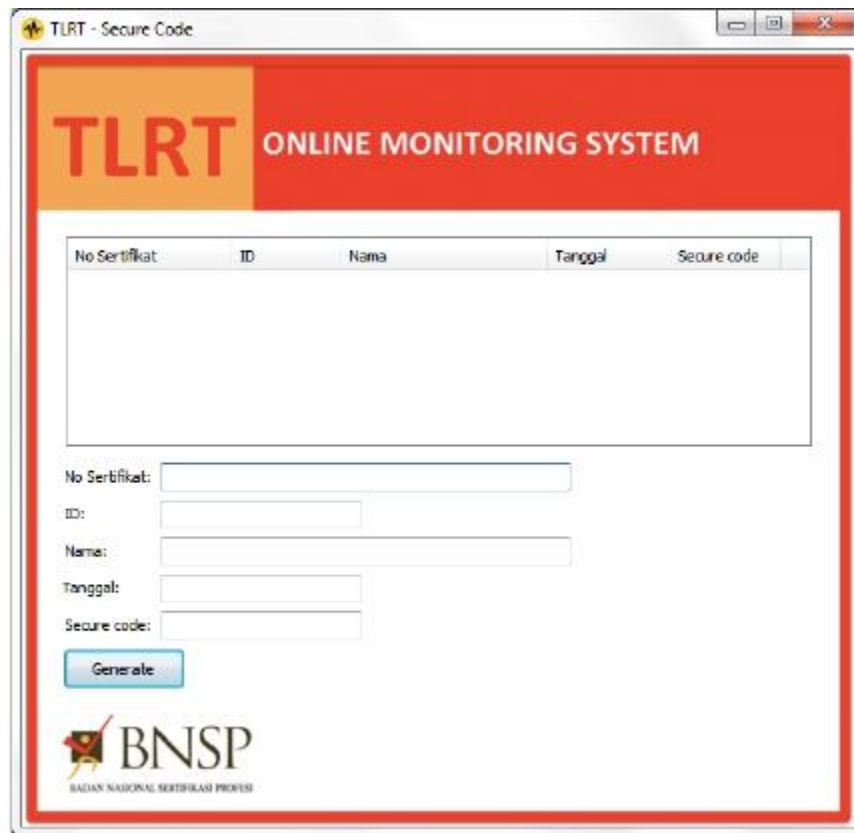 TLRT - Secure Code
TLRT ONLINE MONITORING SYSTEM
No Sertifikat ID Nama Tanggal Secure code
No Sertifikat:
ID:
Nama:
Tanggal:
Secure code:
Generate
BNSP
BADAN NASIONAL SERTIFIKASI PROFESI